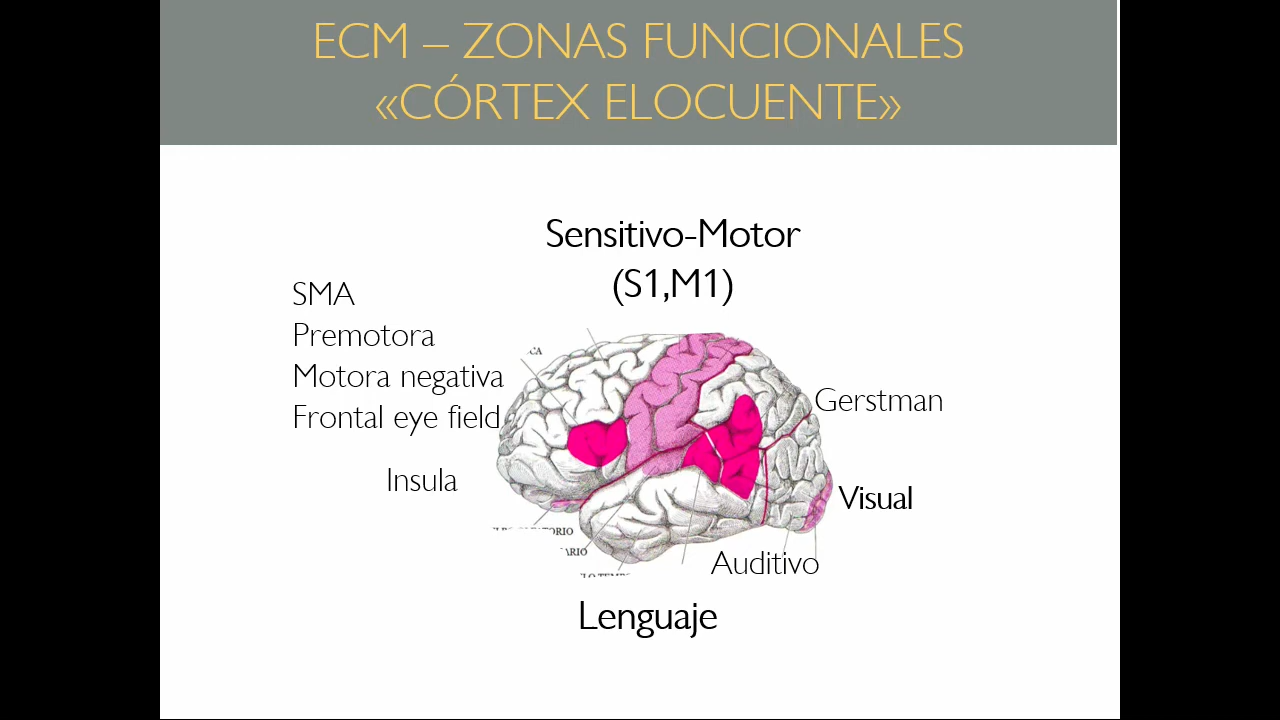 ECM – ZONAS FUNCIONALES
«CÓRTEX ELOCUENTE»
Sensitivo-Motor
(S1,M1)
SMA
Premotora
Motora negativa
Frontal eye field
Gerstman
Insula
Visual
Auditivo
Lenguaje